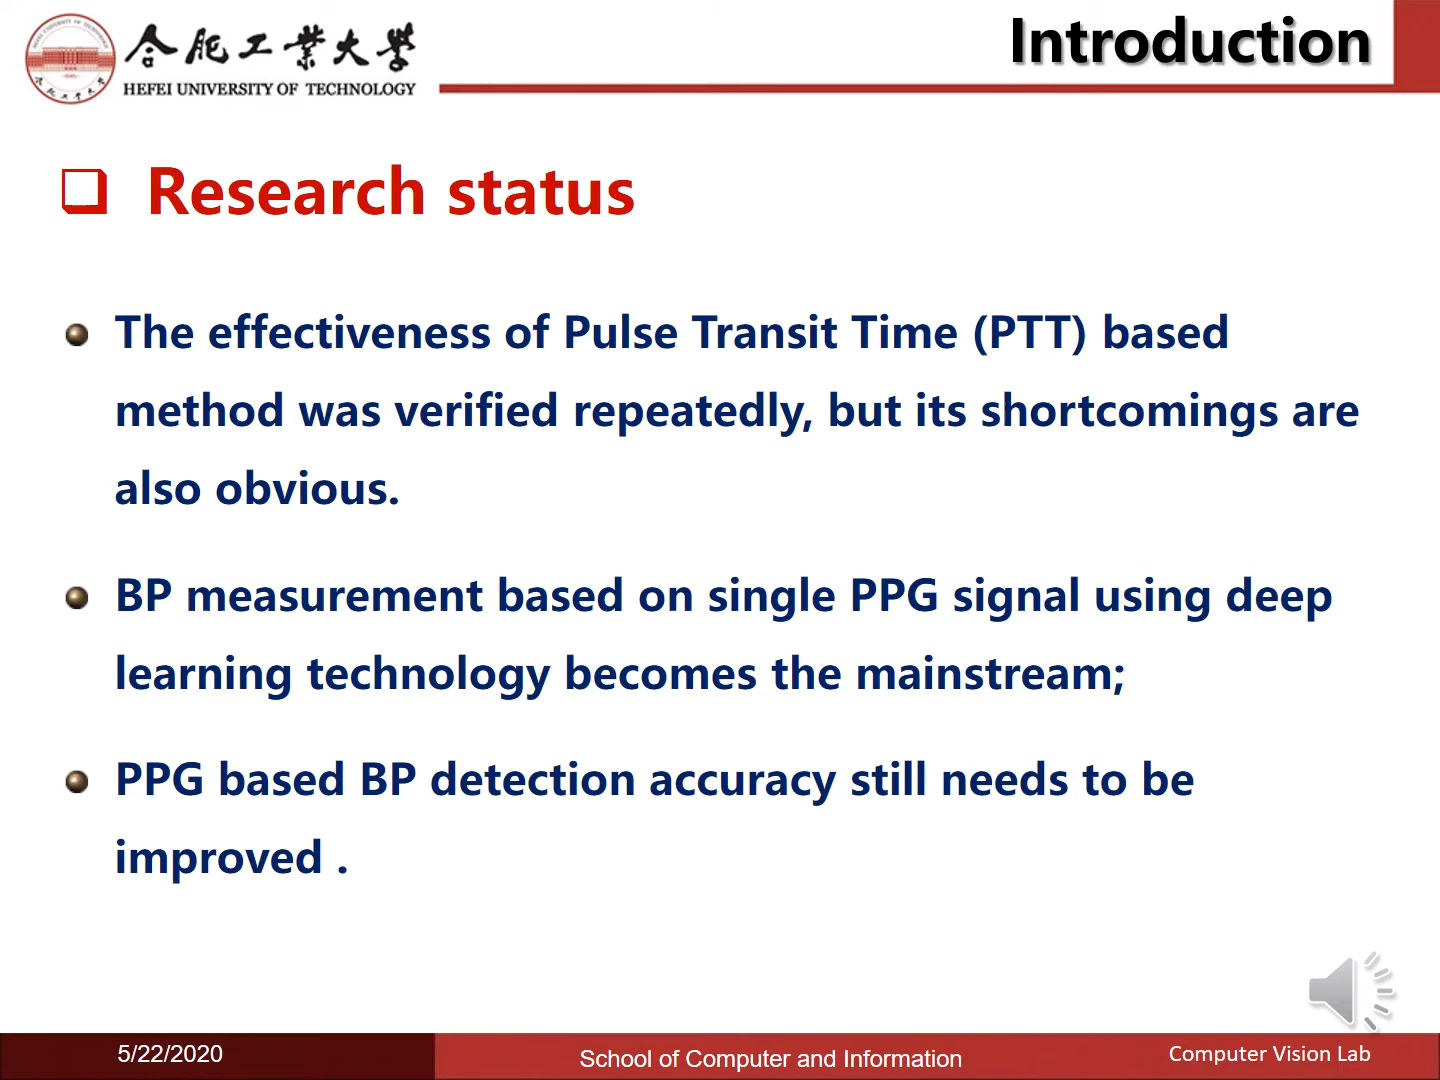 合肥工業大學
HEFEI UNIVERSITY OF TECHNOLOGY
Introduction
Research status
The effectiveness of Pulse Transit Time (PTT) based
method was verified repeatedly, but its shortcomings are
also obvious.
BP measurement based on single PPG signal using deep
learning technology becomes the mainstream;
PPG based BP detection accuracy still needs to be
improved .
5/22/2020
School of Computer and Information
Computer Vision Lab